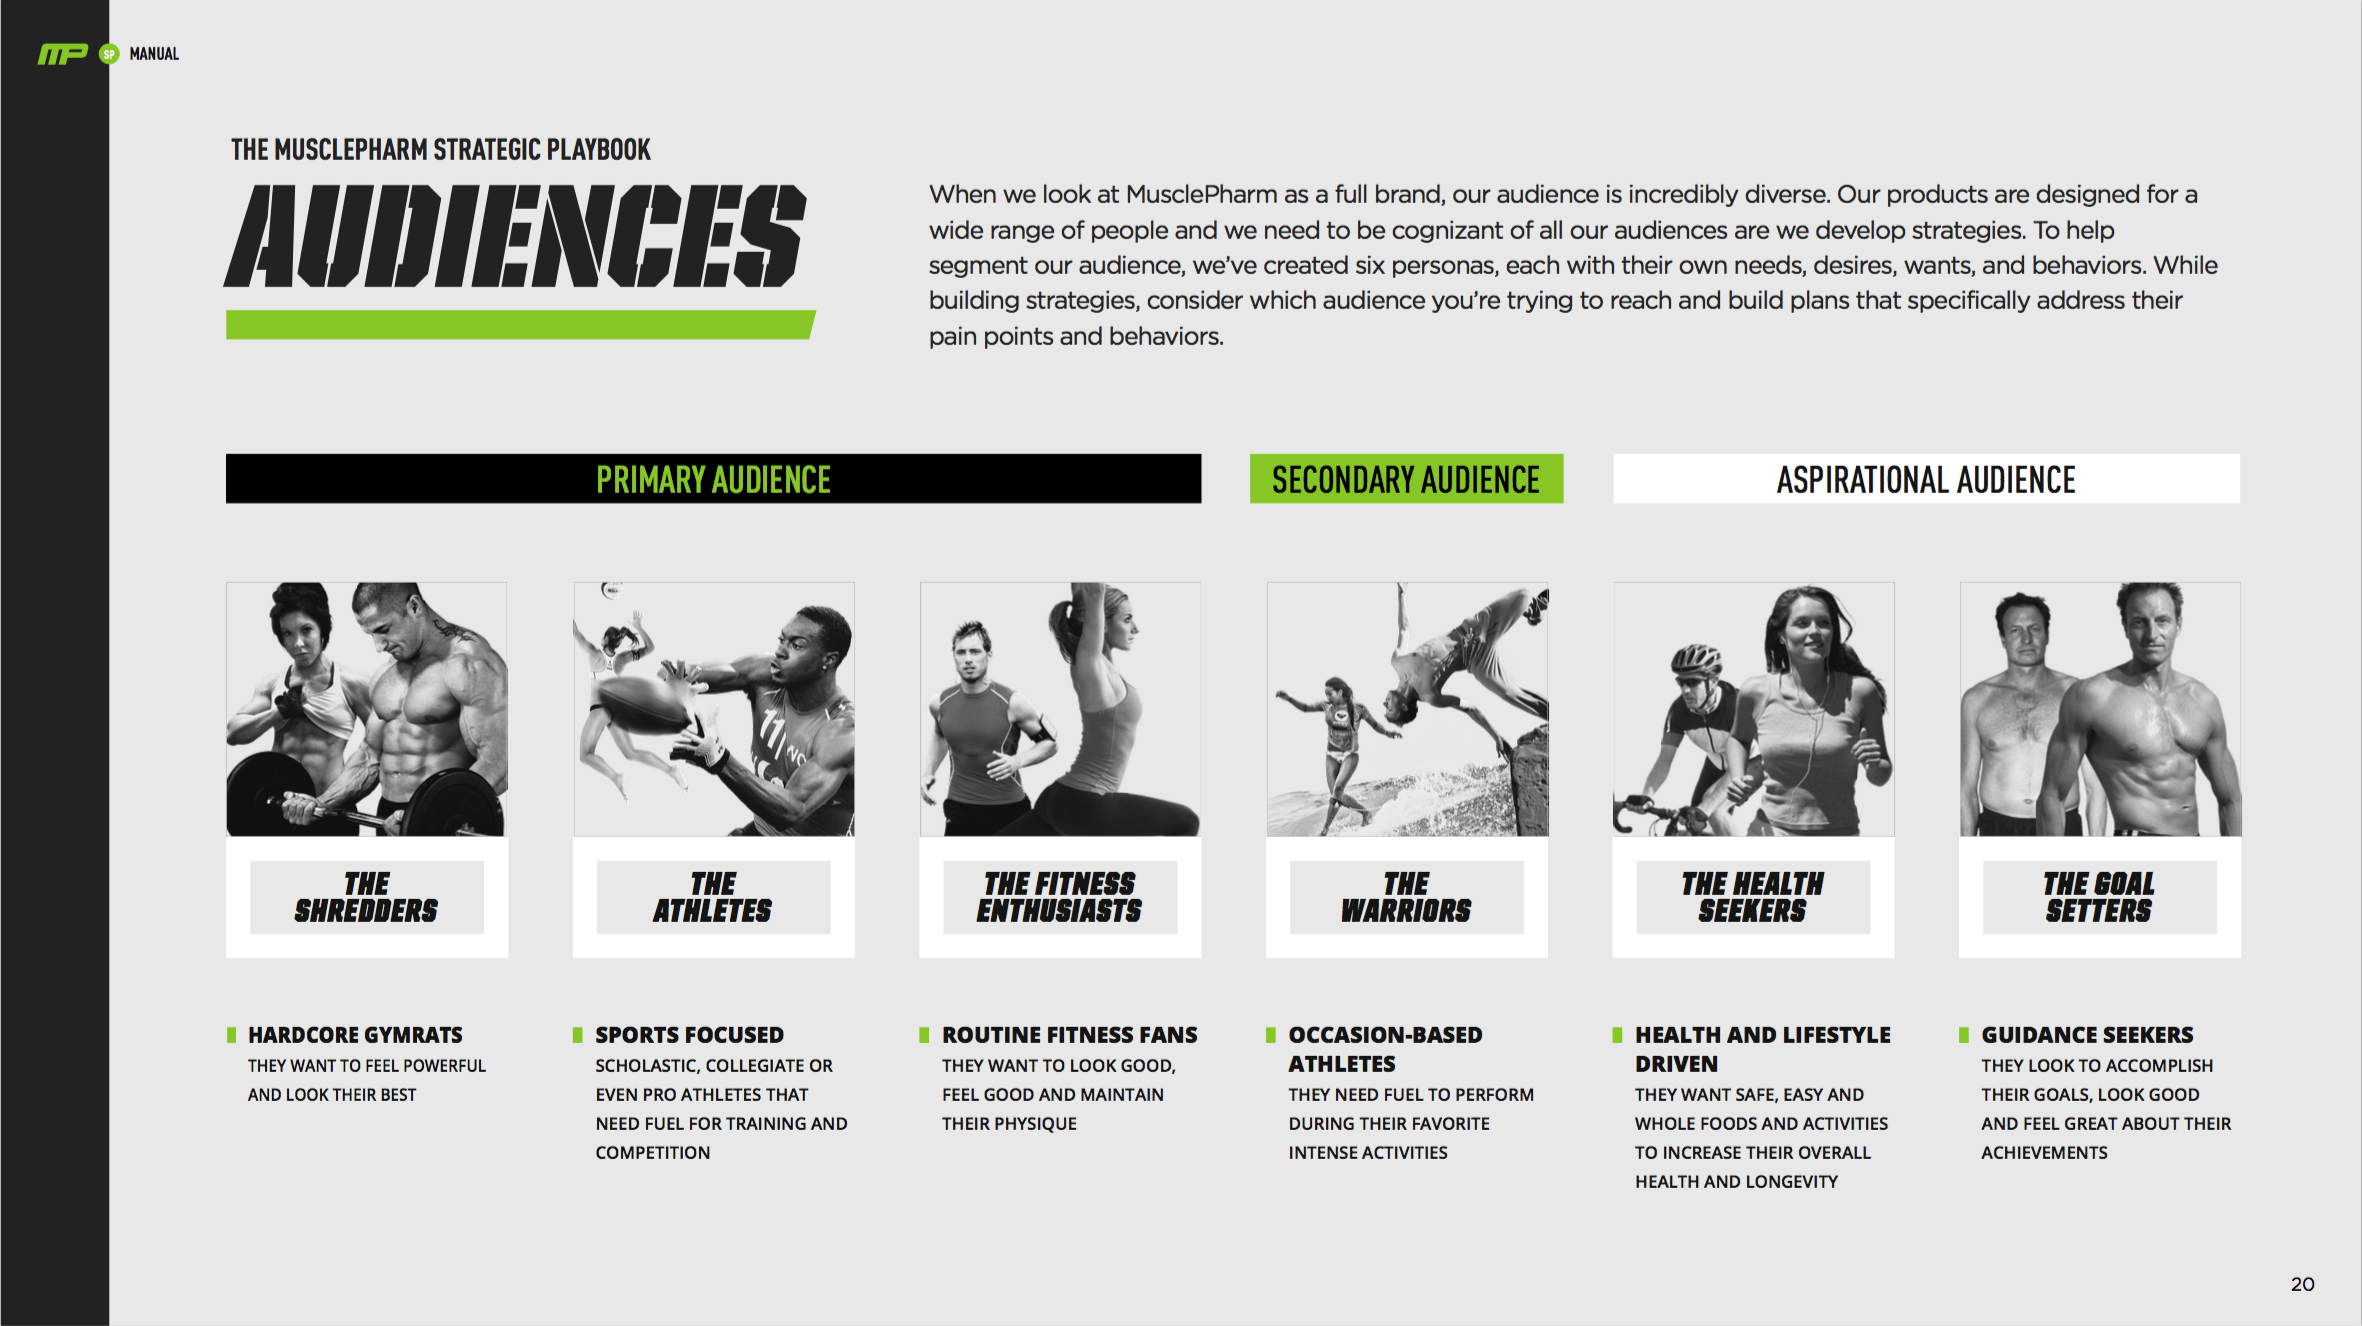 MP SP MANUAL
THE MUSCLEPHARM STRATEGIC PLAYBOOK
AUDIENCES
When we look at MusclePharm as a full brand, our audience is incredibly diverse. Our products are designed for a
wide range of people and we need to be cognizant of all our audiences are we develop strategies. To help
segment our audience, we’ve created six personas, each with their own needs, desires, wants, and behaviors. While
building strategies, consider which audience you’re trying to reach and build plans that specifically address their
pain points and behaviors.
PRIMARY AUDIENCE
SECONDARY AUDIENCE
ASPIRATIONAL AUDIENCE
11
THE
SHREDDERS
THE
ATHLETES
THE FITNESS
ENTHUSIASTS
THE
WARRIORS
THE HEALTH
SEEKERS
THE GOAL
SETTERS
HARDCORE GYMRATS
THEY WANT TO FEEL POWERFUL
AND LOOK THEIR BEST
SPORTS FOCUSED
SCHOLASTIC, COLLEGIATE OR
EVEN PRO ATHLETES THAT
NEED FUEL FOR TRAINING AND
COMPETITION
ROUTINE FITNESS FANS
THEY WANT TO LOOK GOOD,
FEEL GOOD AND MAINTAIN
THEIR PHYSIQUE
OCCASION-BASED
ATHLETES
THEY NEED FUEL TO PERFORM
DURING THEIR FAVORITE
INTENSE ACTIVITIES
HEALTH AND LIFESTYLE
DRIVEN
THEY WANT SAFE, EASY AND
WHOLE FOODS AND ACTIVITIES
TO INCREASE THEIR OVERALL
HEALTH AND LONGEVITY
GUIDANCE SEEKERS
THEY LOOK TO ACCOMPLISH
THEIR GOALS, LOOK GOOD
AND FEEL GREAT ABOUT THEIR
ACHIEVEMENTS
20